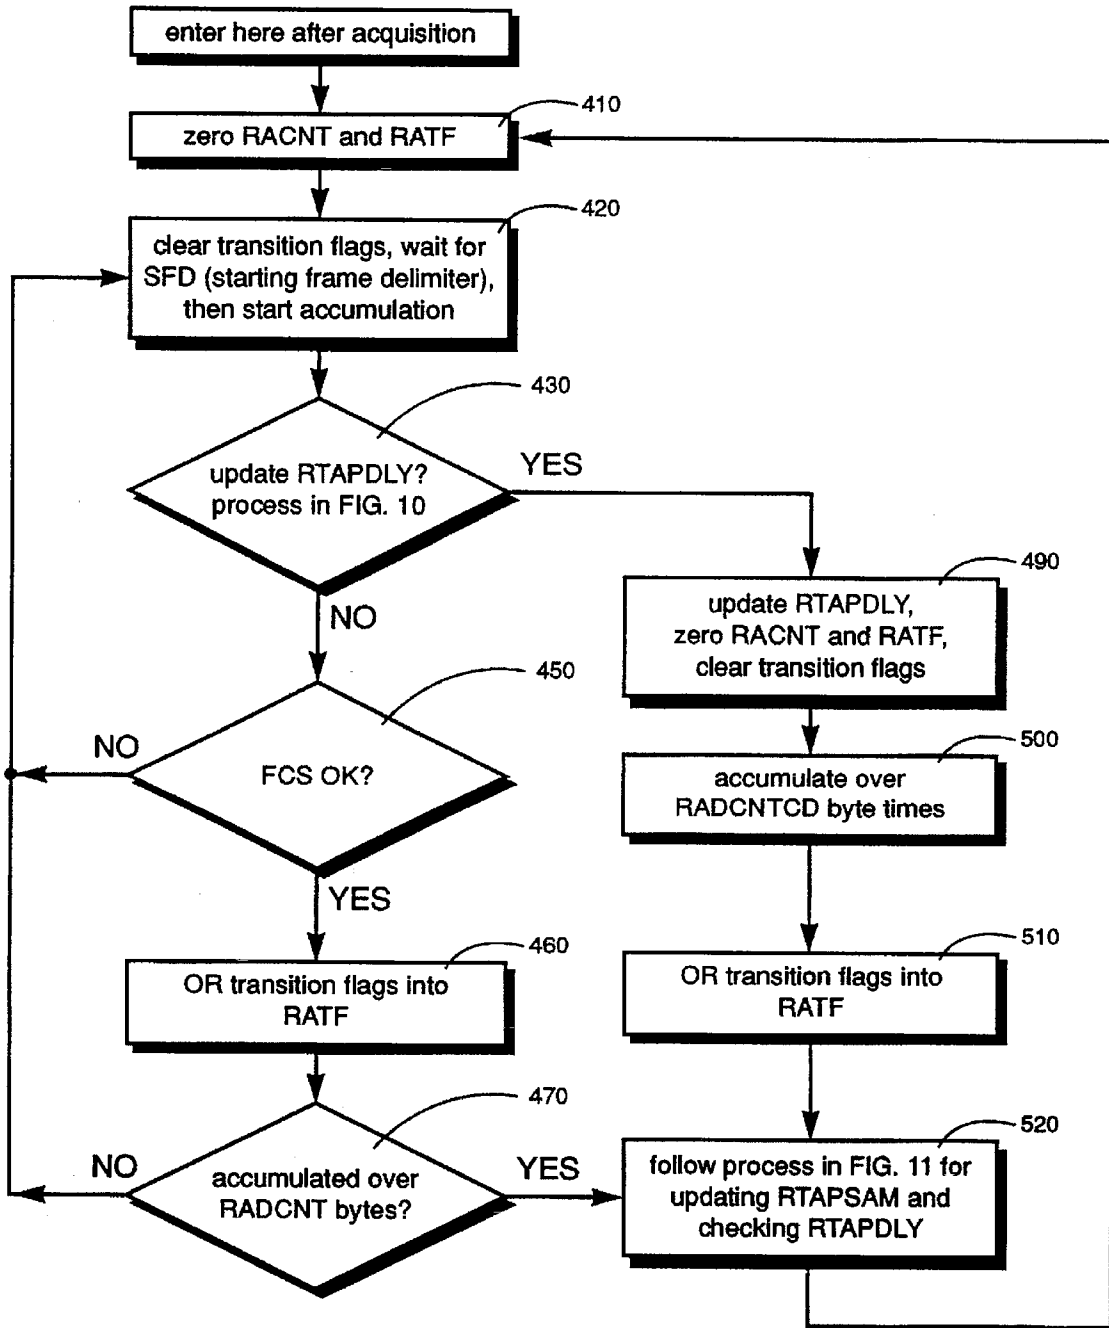 enter here after acquisition
410
zero RACNT and RATF
420
clear transition flags, wait for
SFD (starting frame delimiter),
then start accumulation
430
update RTAPDLY?
process in FIG. 10
YES
NO
490
update RTAPDLY,
zero RACNT and RATF,
clear transition flags
450
FCS OK?
NO
YES
500
accumulate over
RADCNTCD byte times
460
OR transition flags into
RATF
510
OR transition flags into
RATF
470
accumulated over
RADCNT bytes?
NO
YES
520
follow process in FIG. 11 for
updating RTAPSAM and
checking RTAPDLY